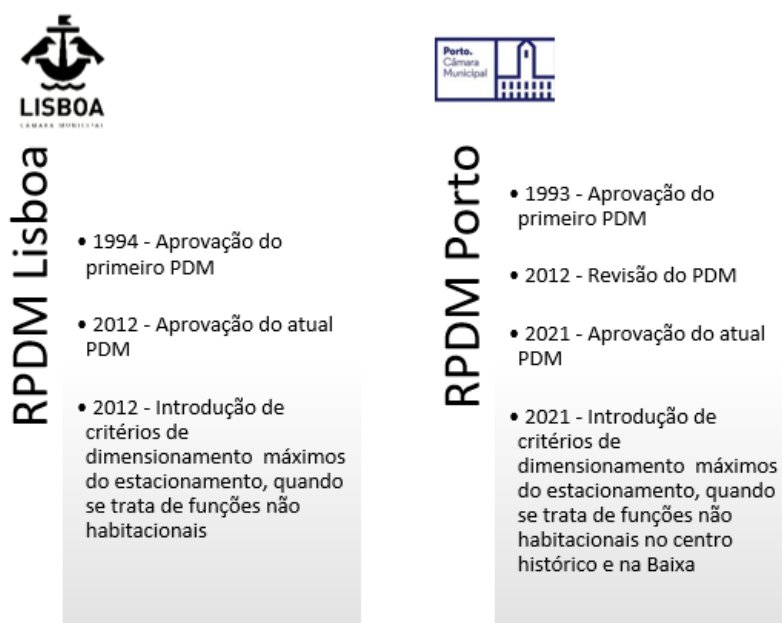 LISBOA
CÂMARA MUNICIPAL
RPDM Lisboa
• 1994 - Aprovação do
primeiro PDM
• 2012 - Aprovação do atual
PDM
• 2012 - Introdução de
critérios de
dimensionamento máximos
do estacionamento, quando
se trata de funções não
habitacionais
Porto.
Câmara
Municipal
RPDM Porto
• 1993 - Aprovação do
primeiro PDM
• 2012 - Revisão do PDM
• 2021 - Aprovação do atual
PDM
• 2021 - Introdução de
critérios de
dimensionamento máximos
do estacionamento, quando
se trata de funções não
habitacionais no centro
histórico e na Baixa